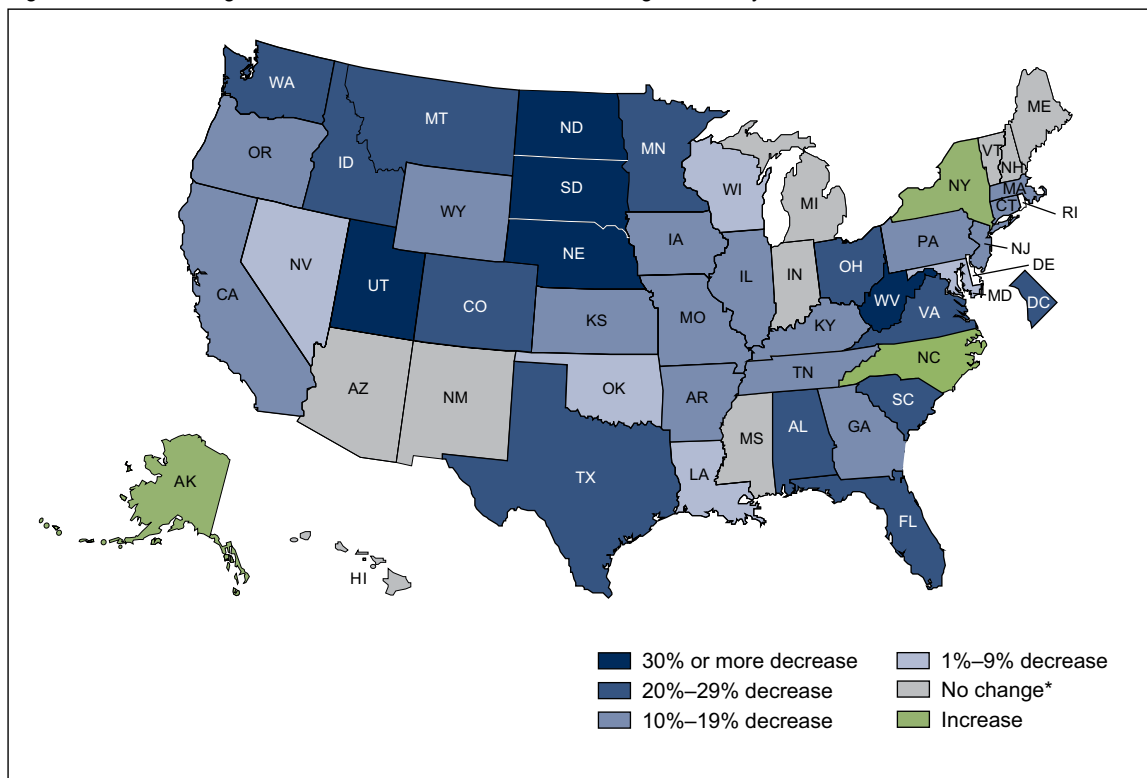 WA
MT
ND
MN
ME
OR
ID
SD
WI
VT
NH
NY
MA
CT
RI
MI
WY
IA
PA
NJ
NE
NV
IL
IN
OH
DE
UT
CO
WV
MD
DC
CA
KS
MO
KY
VA
NC
TN
AZ
NM
OK
AR
SC
MS
AL
GA
TX
LA
AK
FL
HI
30% or more decrease
20%–29% decrease
10%–19% decrease
1%–9% decrease
No change*
Increase